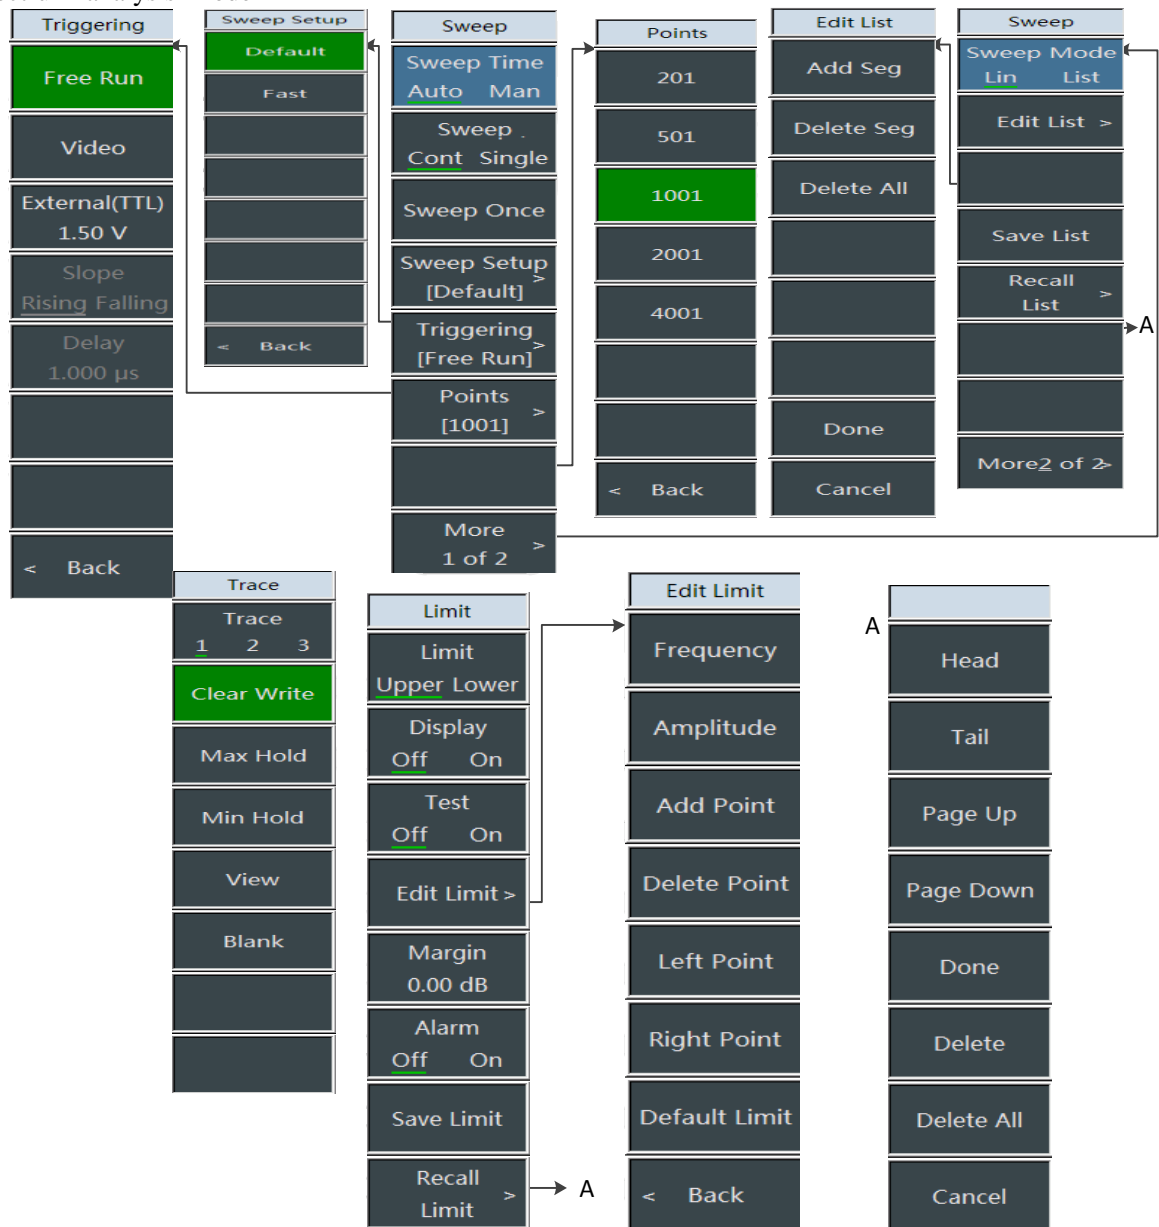 Triggering
Free Run
Video
External(TTL)
1.50 V
Slope
Rising Falling
Delay
1.000 µs
< Back
Sweep Setup
Default
Fast
< Back
Sweep
Sweep Time
Auto Man
Sweep
Cont Single
Sweep Once
Sweep Setup
[Default] >
Triggering
[Free Run] >
Points
[1001] >
More
1 of 2 >
Points
201
501
1001
2001
4001
< Back
Edit List
Add Seg
Delete Seg
Delete All
Done
Cancel
Sweep
Sweep Mode
Lin List
Edit List >
Save List
Recall
List >
More2 of 2>
A
Trace
Trace
1 2 3
Clear Write
Max Hold
Min Hold
View
Blank
Limit
Limit
Upper Lower
Display
Off On
Test
Off On
Edit Limit >
Margin
0.00 dB
Alarm
Off On
Save Limit
Recall
Limit >
A
Edit Limit
Frequency
Amplitude
Add Point
Delete Point
Left Point
Right Point
Default Limit
< Back
A
Head
Tail
Page Up
Page Down
Done
Delete
Delete All
Cancel